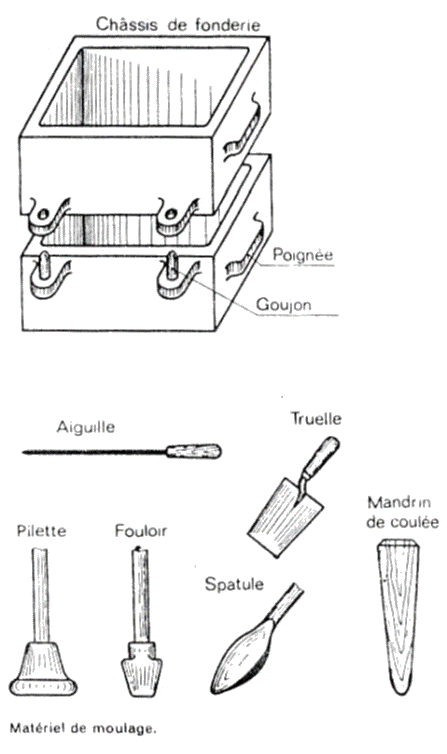 Châssis de fonderie
Poignée
Goujon
Aiguille
Truelle
Mandrin
de coulée
Pilette
Fouloir
Spatule
Matériel de moulage.